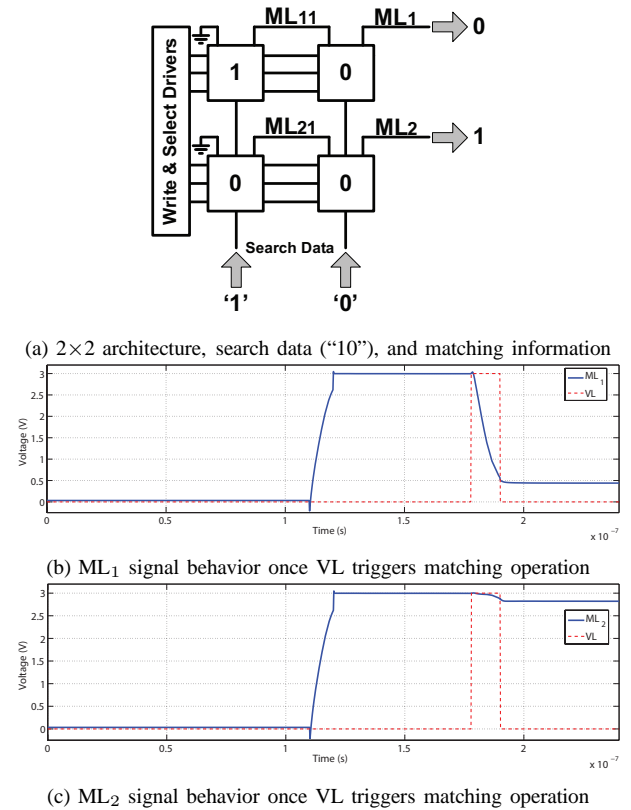 ML11 ML1 0
Write & Select Drivers
1 0
ML21 ML2 1
0 0
Search Data
'1' '0'
(a) 2×2 architecture, search data (“10”), and matching information
3
2.5
2
1.5
1
0.5
0
Voltage (V)
ML1
VL
0 0.5 1 1.5 2
Time (s)
x 10⁻⁷
(b) ML1 signal behavior once VL triggers matching operation
3
2.5
2
1.5
1
0.5
0
Voltage (V)
ML2
VL
0 0.5 1 1.5 2
Time (s)
x 10⁻⁷
(c) ML2 signal behavior once VL triggers matching operation